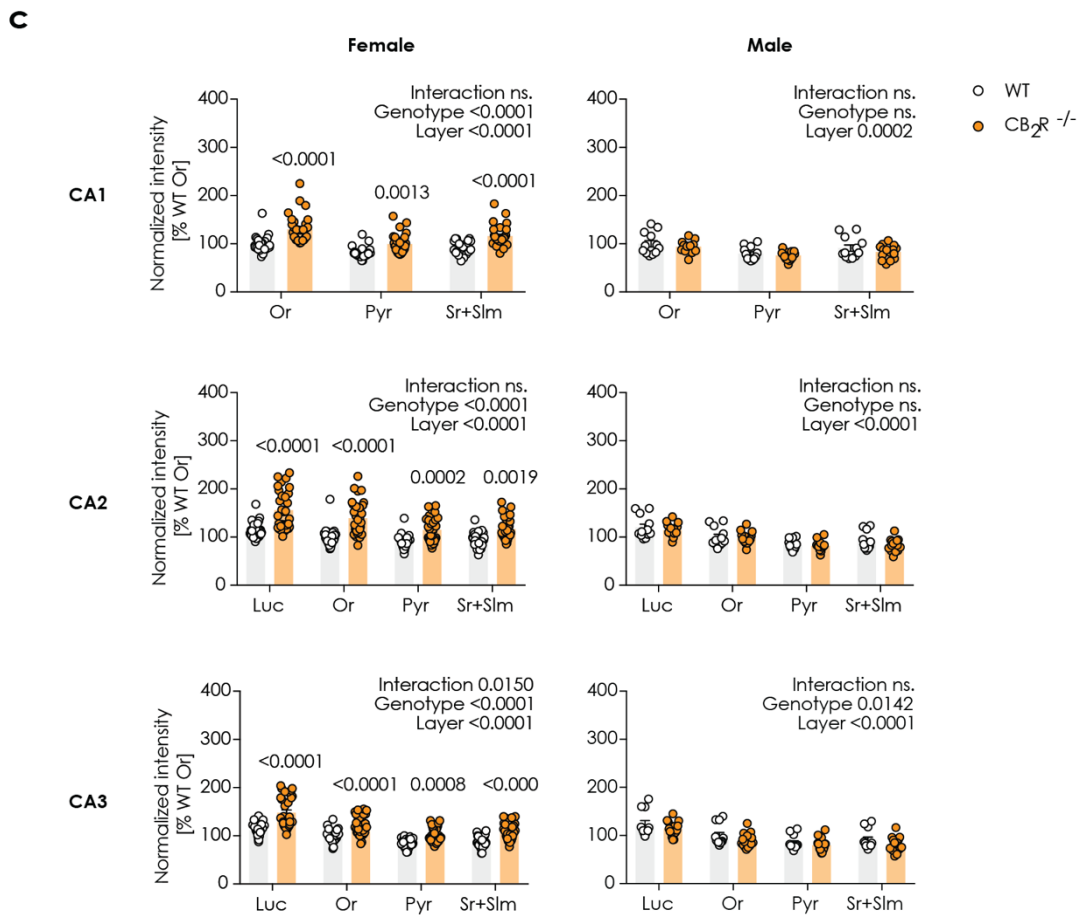 C
Female
Male
WT
CB2R -/-
CA1
Normalized intensity
[% WT Or]
400
300
200
100
0
Interaction ns.
Genotype <0.0001
Layer <0.0001
<0.0001
0.0013
<0.0001
Or
Pyr
Sr+Slm
400
300
200
100
0
Interaction ns.
Genotype ns.
Layer 0.0002
Or
Pyr
Sr+Slm
CA2
Normalized intensity
[% WT Or]
400
300
200
100
0
Interaction ns.
Genotype <0.0001
Layer <0.0001
<0.0001
<0.0001
0.0002
0.0019
Luc
Or
Pyr
Sr+Slm
400
300
200
100
0
Interaction ns.
Genotype ns.
Layer <0.0001
Luc
Or
Pyr
Sr+Slm
CA3
Normalized intensity
[% WT Or]
400
300
200
100
0
Interaction 0.0150
Genotype <0.0001
Layer <0.0001
<0.0001
<0.0001
0.0008
<0.000
Luc
Or
Pyr
Sr+Slm
400
300
200
100
0
Interaction ns.
Genotype 0.0142
Layer <0.0001
Luc
Or
Pyr
Sr+Slm